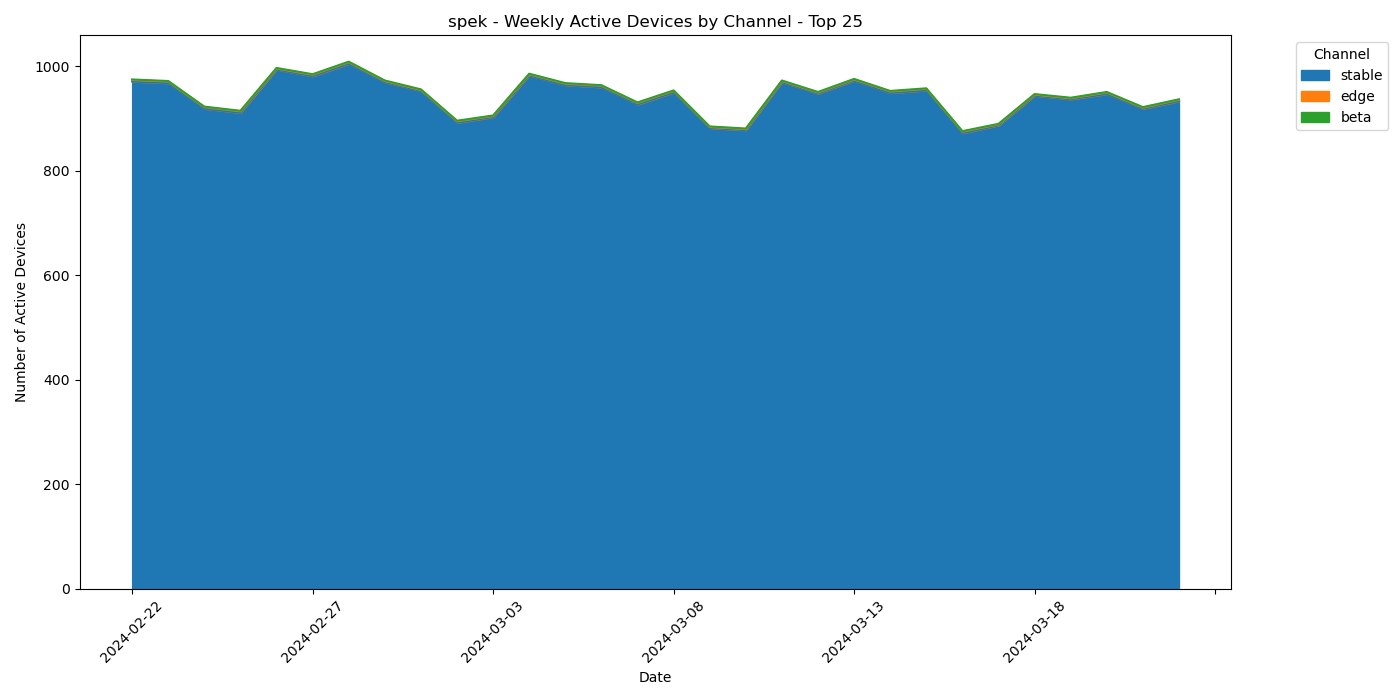 spek - Weekly Active Devices by Channel - Top 25
Channel
stable
edge
beta
Number of Active Devices
1000
800
600
400
200
0
2024-02-22
2024-02-27
2024-03-03
2024-03-08
2024-03-13
2024-03-18
Date